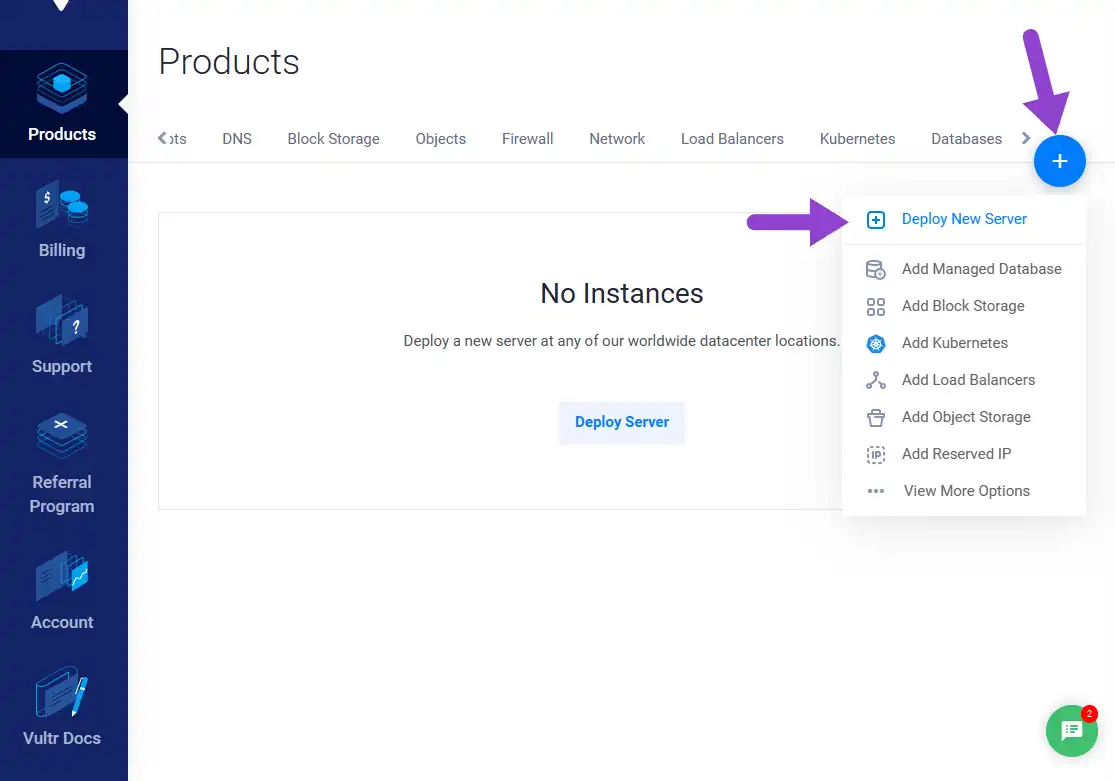 Products
Products
ots
DNS
Block Storage
Objects
Firewall
Network
Load Balancers
Kubernetes
Databases
Deploy New Server
Add Managed Database
Add Block Storage
Add Kubernetes
Add Load Balancers
Add Object Storage
IP
Add Reserved IP
View More Options
No Instances
Deploy a new server at any of our worldwide datacenter locations.
Deploy Server
$
Billing
?
Support
Referral
Program
Account
Vultr Docs
2